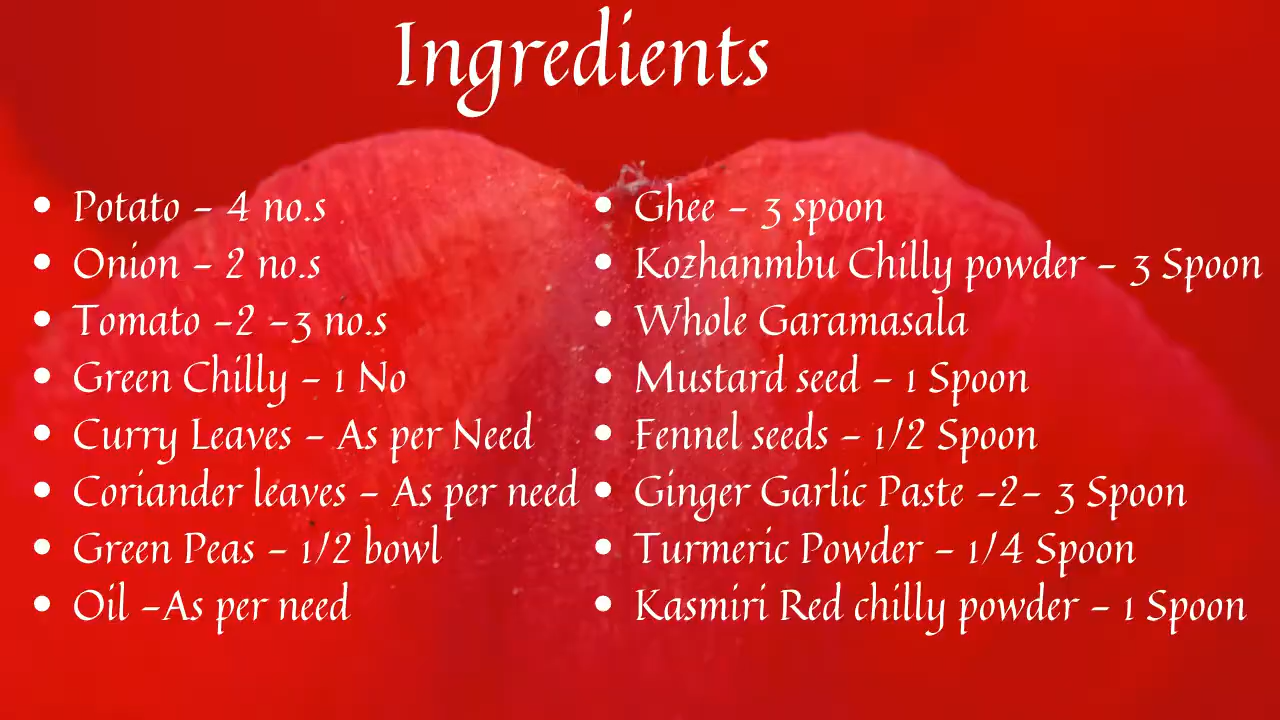 Ingredients
Potato - 4 no.s
Onion - 2 no.s
Tomato -2 -3 no.s
Green Chilly - 1 No
Curry Leaves - As per Need
Coriander leaves - As per need
Green Peas - 1/2 bowl
Oil -As per need
Ghee - 3 spoon
Kozhanmbu Chilly powder - 3 Spoon
Whole Garamasala
Mustard seed - 1 Spoon
Fennel seeds - 1/2 Spoon
Ginger Garlic Paste -2- 3 Spoon
Turmeric Powder - 1/4 Spoon
Kasmiri Red chilly powder - 1 Spoon